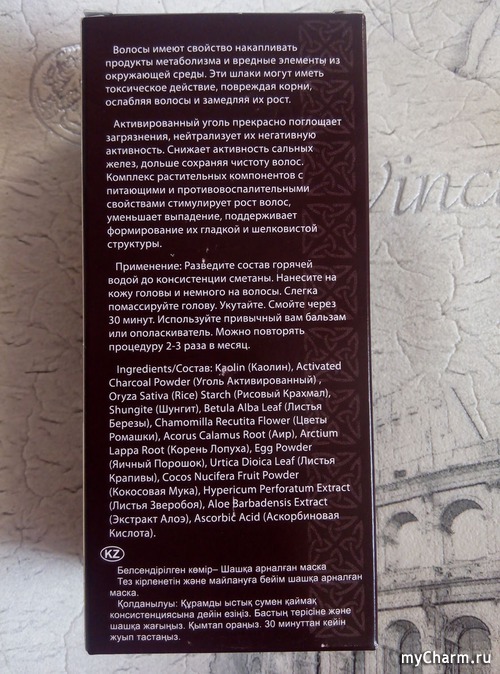 Волосы имеют свойство накапливать
продукты метаболизма и вредные элементы из
окружающей среды. Эти шлаки могут иметь
токсическое действие, повреждая корни,
ослабляя волосы и замедляя их рост.
Активированный уголь прекрасно поглощает
загрязнения, нейтрализует их негативную
активность. Снижает активность сальных
желез, дольше сохраняя чистоту волос.
Комплекс растительных компонентов с
питающими и противовоспалительными
свойствами стимулирует рост волос,
уменьшает выпадение, поддерживает
формирование их гладкой и шелковистой
структуры.
Применение: Разведите состав горячей
водой до консистенции сметаны. Нанесите на
кожу головы и немного на волосы. Слегка
помассируйте голову. Укутайте. Смойте через
30 минут. Используйте привычный вам бальзам
или ополаскиватель. Можно повторять
процедуру 2-3 раза в месяц.
Ingredients/Состав: Kaolin (Каолин), Activated
Charcoal Powder (Уголь Активированный) ,
Oryza Sativa (Rice) Starch (Рисовый Крахмал),
Shungite (Шунгит), Betula Alba Leaf (Листья
Березы), Chamomilla Recutita Flower (Цветы
Ромашки), Acorus Calamus Root (Аир), Arctium
Lappa Root (Корень Лопуха), Egg Powder
(Яичный Порошок), Urtica Dioica Leaf (Листья
Крапивы), Cocos Nucifera Fruit Powder
(Кокосовая Мука), Hypericum Perforatum Extract
(Листья Зверобоя), Aloe Barbadensis Extract
(Экстракт Алоэ), Ascorbic Acid (Аскорбиновая
Кислота).
KZ
Белсендірілген көмір– Шашқа арналған маска
Тез кірленетін және майлануға бейім шашқа арналған
маска.
Қолданылуы: Құрамды ыстық сумен қаймақ
консистенциясына дейін езіңіз. Бастың терісіне және
шашқа жағыңыз. Қымтап ораңыз. 30 минуттан кейін
жуып тастаңыз.
Vinc
myCharm.ru